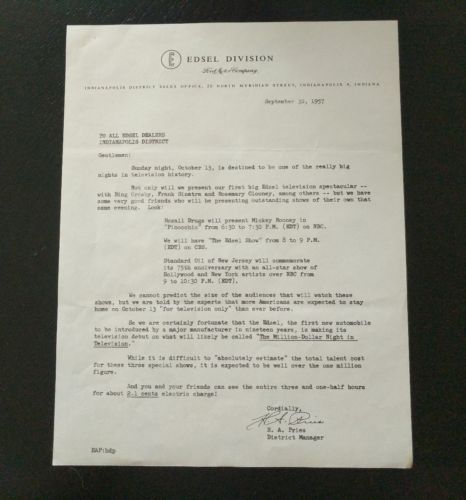 E EDSEL DIVISION
Ford Motor Company
INDIANAPOLIS DISTRICT SALES OFFICE, 20 NORTH MERIDIAN STREET, INDIANAPOLIS 4, INDIANA
September 30, 1957
TO ALL EDSEL DEALERS
INDIANAPOLIS DISTRICT
Gentlemen:
Sunday night, October 13, is destined to be one of the really big
nights in television history.
Not only will we present our first big Edsel television spectacular --
with Bing Crosby, Frank Sinatra and Rosemary Clooney, among others -- but we have
some very good friends who will be presenting outstanding shows of their own that
same evening. Look:
Rexall Drugs will present Mickey Rooney in
"Pinocchio" from 6:30 to 7:30 P.M. (EDT) on NBC.
We will have "The Edsel Show" from 8 to 9 P.M.
(EDT) on CBS.
Standard Oil of New Jersey will commemorate
its 75th anniversary with an all-star show of
Hollywood and New York artists over NBC from
9 to 10:30 P.M. (EDT).
We cannot predict the size of the audiences that will watch these
shows, but we are told by the experts that more Americans are expected to stay
home on October 13 "for television only" than ever before.
So we are certainly fortunate that the Edsel, the first new automobile
to be introduced by a major manufacturer in nineteen years, is making its
television debut on what will likely be called "The Million-Dollar Night in
Television."
While it is difficult to "absolutely estimate" the total talent cost
for these three special shows, it is expected to be well over the one million
figure.
And you and your friends can see the entire three and one-half hours
for about 2.1 cents electric charge!
Cordially,
R. A. Pries
R. A. Pries
District Manager
RAP:bdp